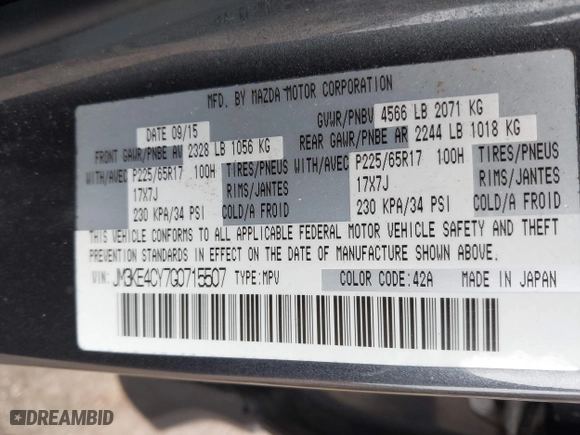 MFD. BY MAZDA MOTOR CORPORATION
DATE 09/15 GVWR/PNBV 4566 LB 2071 KG
FRONT GAWR/PNBE AV 2328 LB 1056 KG REAR GAWR/PNBE AR 2244 LB 1018 KG
WITH/AVEC P225/65R17 100H TIRES/PNEUS WITH/AVEC P225/65R17 100H TIRES/PNEUS
17X7J RIMS/JANTES 17X7J RIMS/JANTES
230 KPA/34 PSI COLD/A FROID 230 KPA/34 PSI COLD/A FROID
THIS VEHICLE CONFORMS TO ALL APPLICABLE FEDERAL MOTOR VEHICLE SAFETY AND THEFT
PREVENTION STANDARDS IN EFFECT ON THE DATE OF MANUFACTURE SHOWN ABOVE.
VIN: JM3KE4CY7G0715507 TYPE:MPV COLOR CODE:42A MADE IN JAPAN
DREAMBID